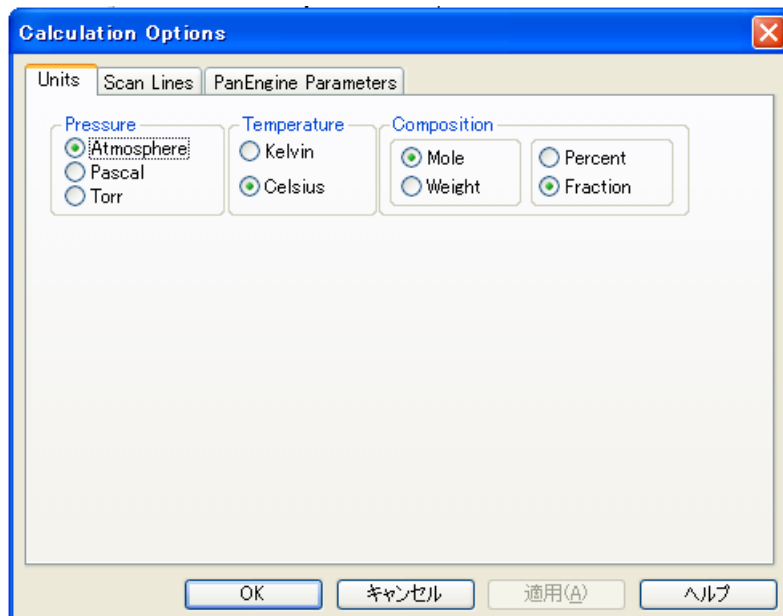 Calculation Options
Units Scan Lines PanEngine Parameters
Pressure Temperature Composition
Atmosphere Kelvin Mole Percent
Pascal
Torr Celsius Weight Fraction
OK キャンセル 適用(A) ヘルプ